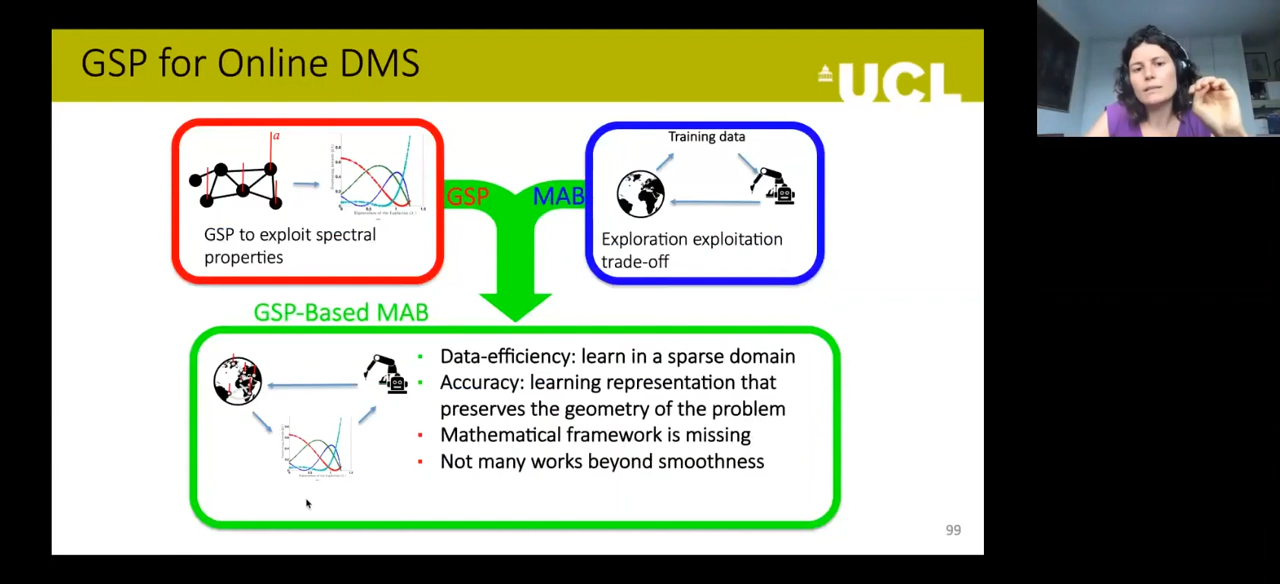 GSP for Online DMS
UCL
a
Training data
GSP
MAB
GSP to exploit spectral
properties
Exploration exploitation
trade-off
GSP-Based MAB
Data-efficiency: learn in a sparse domain
Accuracy: learning representation that
preserves the geometry of the problem
Mathematical framework is missing
Not many works beyond smoothness
99